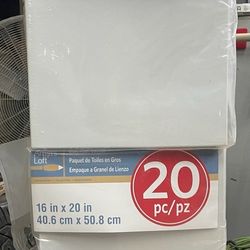 Loft
Paquet de Toiles en Gros
Empaque a Granel de Lienzo
20
pc/pz
16 in x 20 in
40.6 cm x 50.8 cm